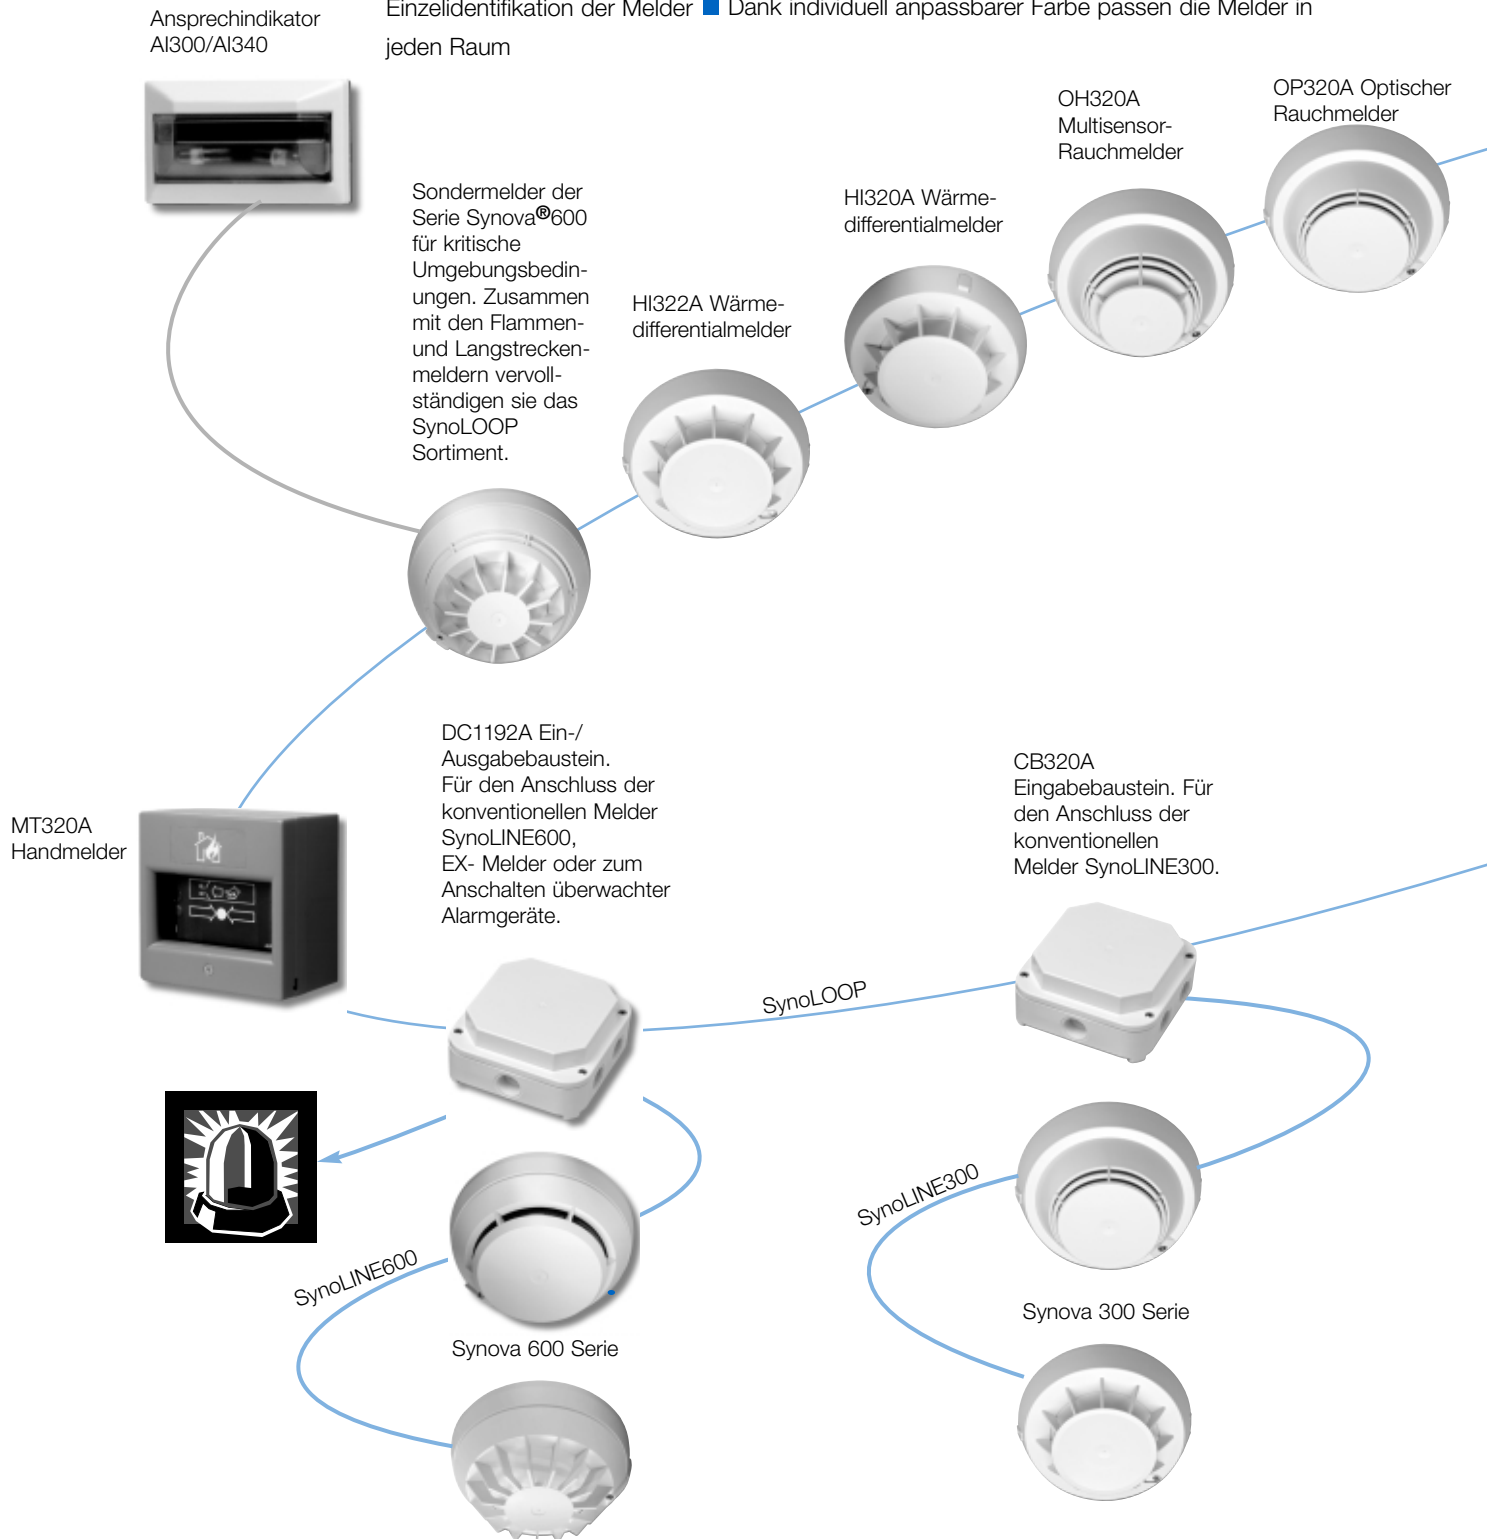 Einzelidentifikation der Melder ■ Dank individuell anpassbarer Farbe passen die Melder in
jeden Raum
Ansprechindikator
AI300/AI340
OP320A Optischer
Rauchmelder
OH320A
Multisensor-
Rauchmelder
HI320A Wärme-
differentialmelder
Sondermelder der
Serie Synova®600
für kritische
Umgebungsbedin-
ungen. Zusammen
mit den Flammen-
und Langstrecken-
meldern vervoll-
ständigen sie das
SynoLOOP
Sortiment.
HI322A Wärme-
differentialmelder
DC1192A Ein-/
Ausgabebaustein.
Für den Anschluss der
konventionellen Melder
SynoLINE600,
EX- Melder oder zum
Anschalten überwachter
Alarmgeräte.
CB320A
Eingabebaustein. Für
den Anschluss der
konventionellen
Melder SynoLINE300.
MT320A
Handmelder
SynoLOOP
SynoLINE300
SynoLINE600
Synova 300 Serie
Synova 600 Serie